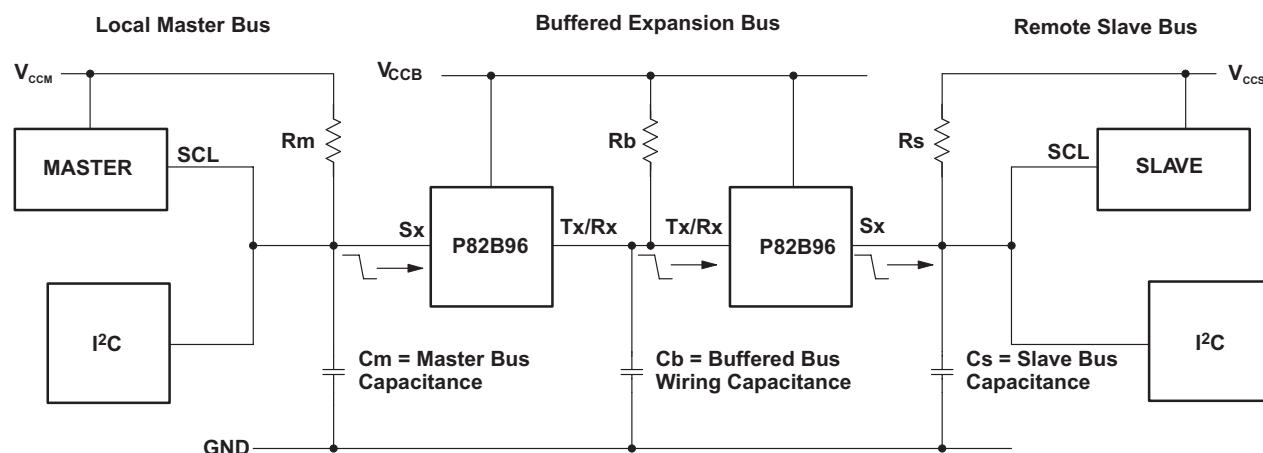 Local Master Bus
Buffered Expansion Bus
Remote Slave Bus
VCCM
VCCB
VCCS
MASTER
SCL
Rm
Rb
Rs
SCL
SLAVE
Sx
P82B96
Tx/Rx
Tx/Rx
P82B96
Sx
I²C
I²C
Cm = Master Bus
Capacitance
Cb = Buffered Bus
Wiring Capacitance
Cs = Slave Bus
Capacitance
GND